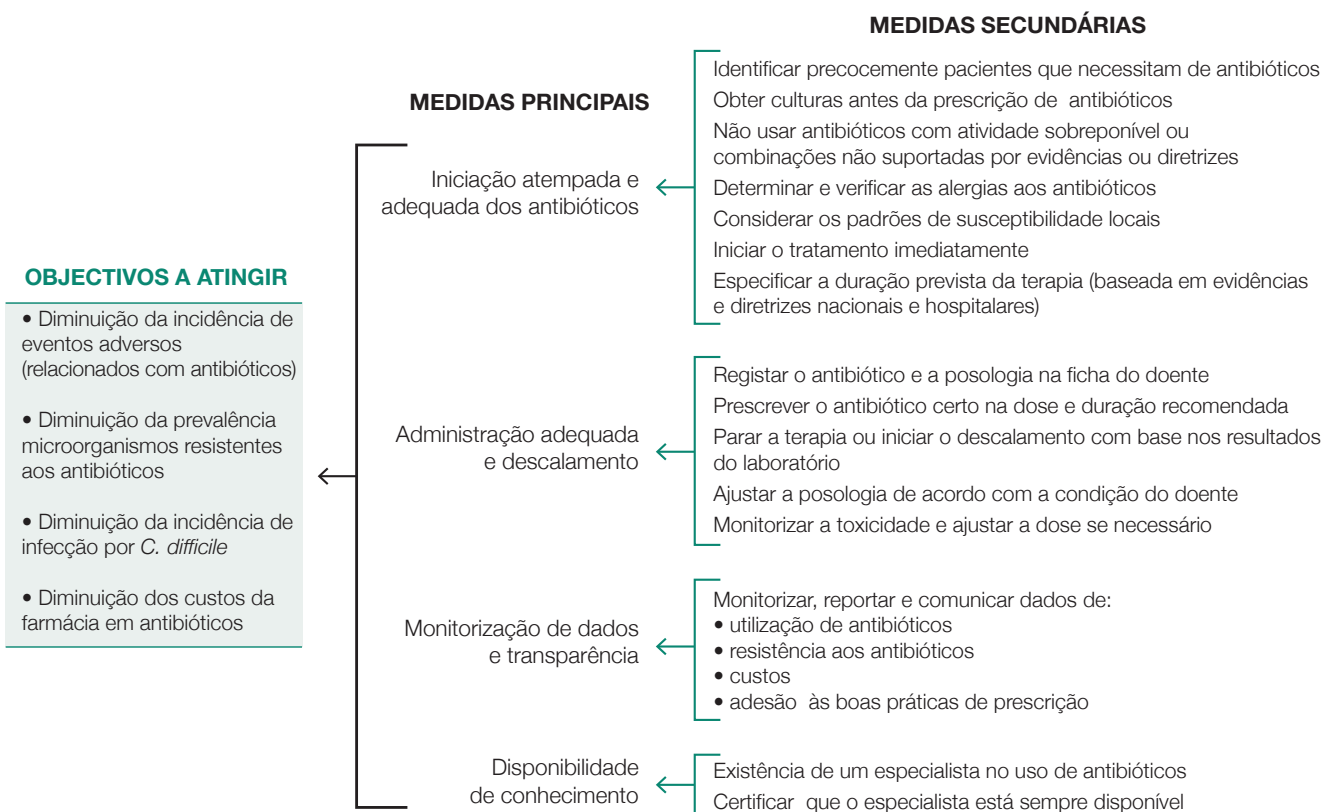 MEDIDAS SECUNDÁRIAS
Identificar precocemente pacientes que necessitam de antibióticos
Obter culturas antes da prescrição de antibióticos
Não usar antibióticos com atividade sobreponível ou
combinações não suportadas por evidências ou diretrizes
Determinar e verificar as alergias aos antibióticos
Considerar os padrões de susceptibilidade locais
Iniciar o tratamento imediatamente
Especificar a duração prevista da terapia (baseada em evidências
e diretrizes nacionais e hospitalares)
MEDIDAS PRINCIPAIS
Iniciação atempada e
adequada dos antibióticos
OBJECTIVOS A ATINGIR
• Diminuição da incidência de
eventos adversos
(relacionados com antibióticos)
• Diminuição da prevalência
microorganismos resistentes
aos antibióticos
• Diminuição da incidência de
infecção por C. difficile
• Diminuição dos custos da
farmácia em antibióticos
Administração adequada
e descalamento
Registar o antibiótico e a posologia na ficha do doente
Prescrever o antibiótico certo na dose e duração recomendada
Parar a terapia ou iniciar o descalamento com base nos resultados
do laboratório
Ajustar a posologia de acordo com a condição do doente
Monitorizar a toxicidade e ajustar a dose se necessário
Monitorização de dados
e transparência
Monitorizar, reportar e comunicar dados de:
• utilização de antibióticos
• resistência aos antibióticos
• custos
• adesão às boas práticas de prescrição
Disponibilidade
de conhecimento
Existência de um especialista no uso de antibióticos
Certificar que o especialista está sempre disponível